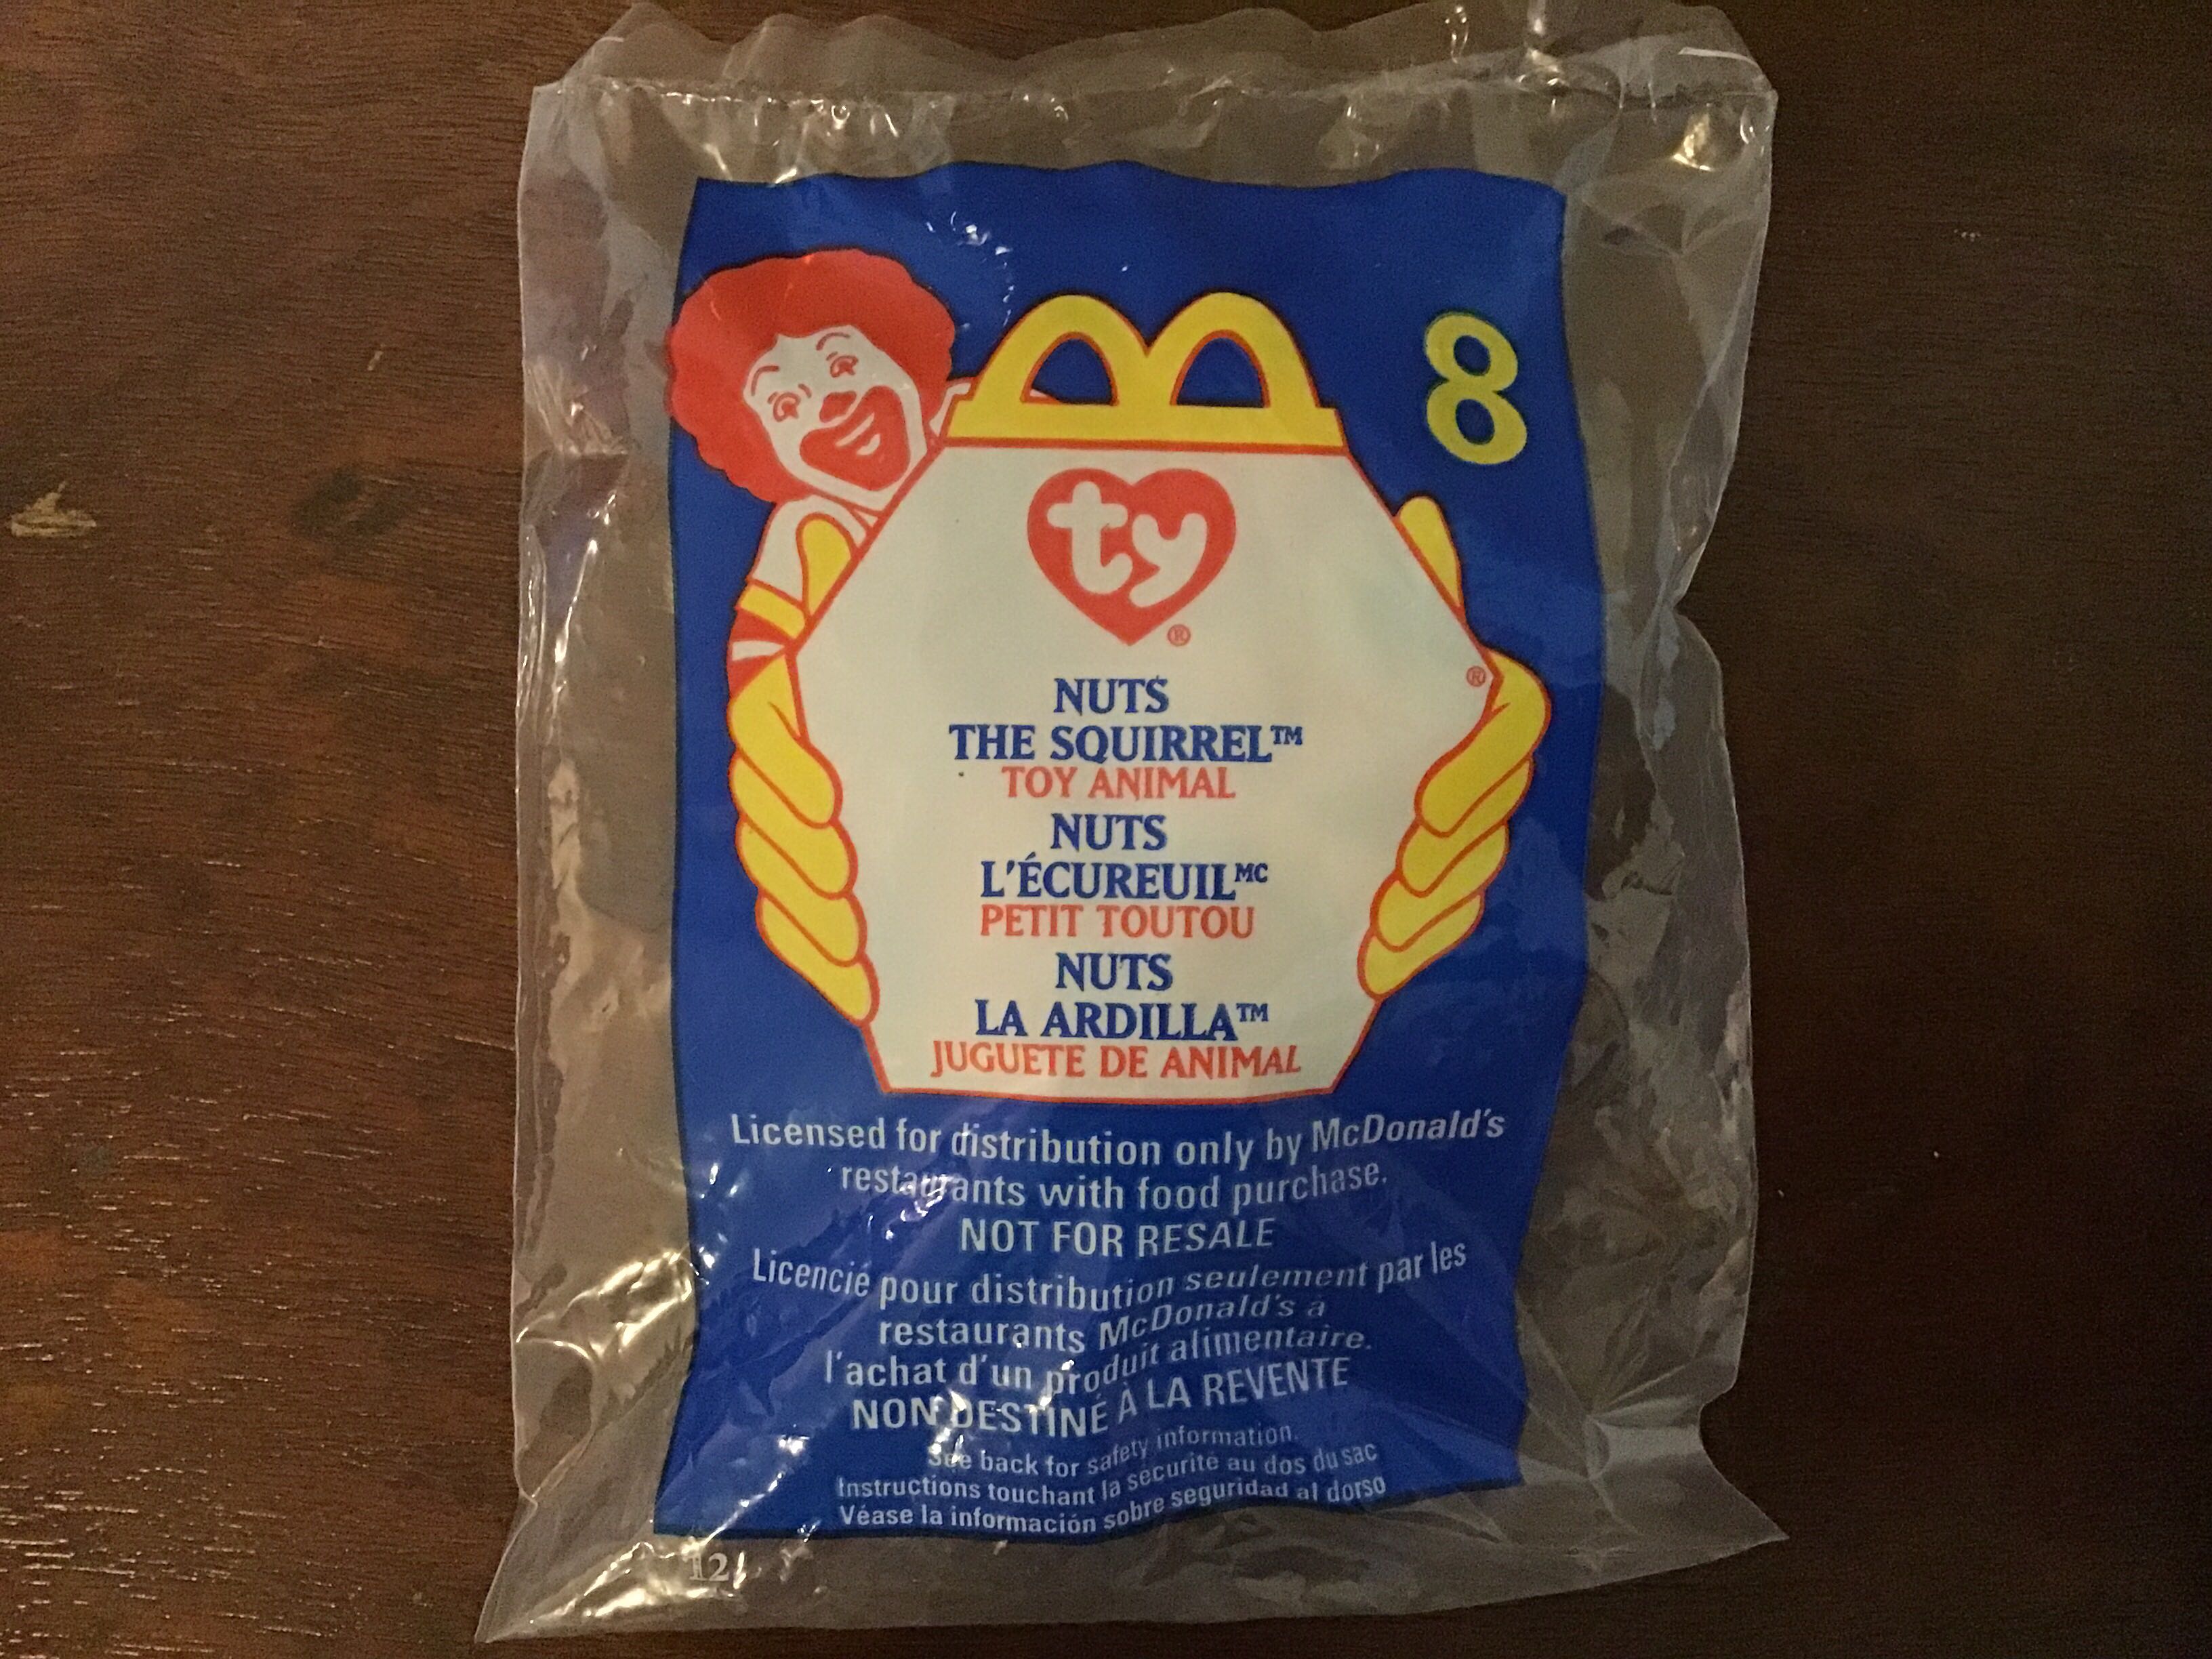 8
ty®
®
NUTS
THE SQUIRREL™
TOY ANIMAL
NUTS
L'ÉCUREUILMC
PETIT TOUTOU
NUTS
LA ARDILLA™
JUGUETE DE ANIMAL
Licensed for distribution only by McDonald's
restaurants with food purchase.
NOT FOR RESALE
Licencié pour distribution seulement par les
restaurants McDonald's à
l'achat d'un produit alimentaire.
NON DESTINÉ À LA REVENTE
See back for safety information.
Instructions touchant la sécurité au dos du sac
Véase la información sobre seguridad al dorso
12